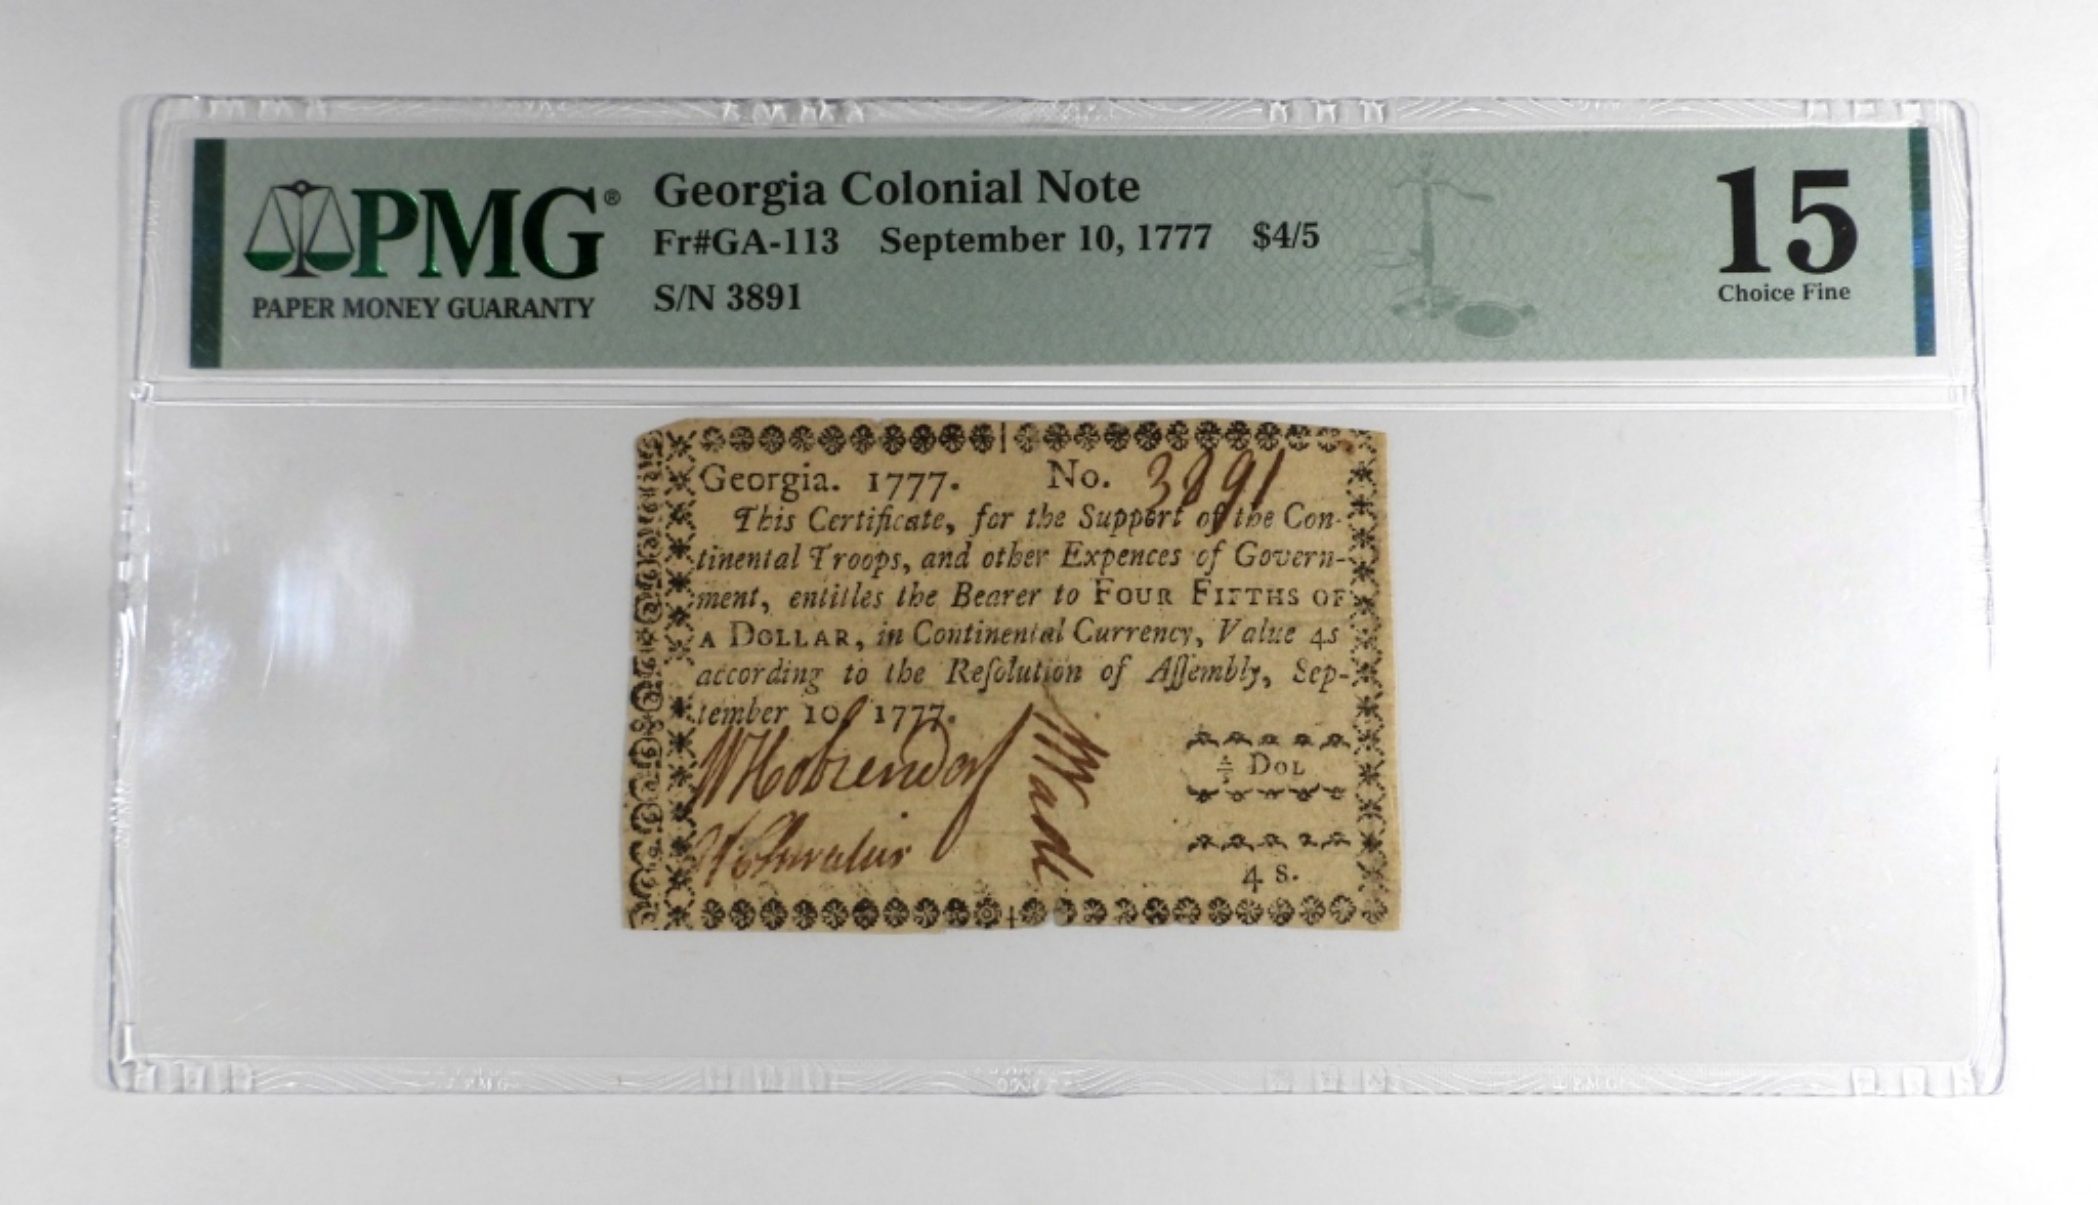 PMG®
PAPER MONEY GUARANTY
Georgia Colonial Note
Fr#GA-113 September 10, 1777 $4/5
S/N 3891
15
Choice Fine
Georgia. 1777. No. 3891
This Certificate, for the Support of the Con-
tinental Troops, and other Expences of Govern-
ment, entitles the Bearer to FOUR FIFTHS OF
A DOLLAR, in Continental Currency, Value 4s
according to the Reſolution of Aſſembly, Sep-
tember 10, 1777.
Wade
4/5 DOL
4 s.